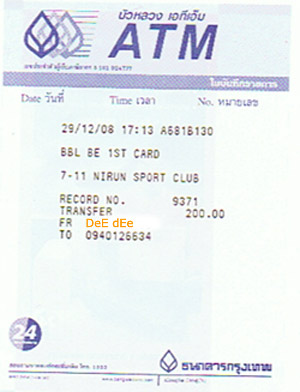 บัวหลวง เอทีเอ็ม
ATM
ใบบันทึกรายการ
Date วันที่ Time เวลา No. หมายเลข
29/12/08 17:13 A6818130
BBL BE 1ST CARD
7-11 NIRUN SPORT CLUB
RECORD NO. 9371
TRANSFER 200.00
FR DeE dEe
TO 0940126634
24
ธนาคารกรุงเทพ